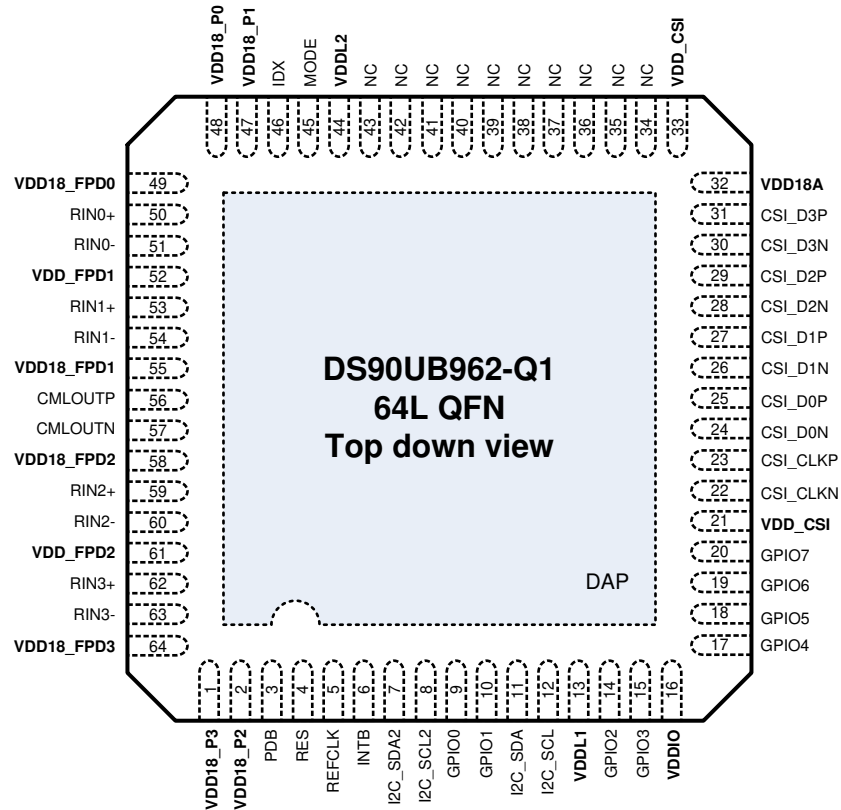 VDD18_P0
VDD18_P1
IDX
MODE
VDDL2
NC
NC
NC
NC
NC
NC
NC
NC
NC
NC
VDD_CSI
48
47
46
45
44
43
42
41
40
39
38
37
36
35
34
33
VDD18_FPD0 49
RIN0+ 50
RIN0- 51
VDD_FPD1 52
RIN1+ 53
RIN1- 54
VDD18_FPD1 55
CMLOUTP 56
CMLOUTN 57
VDD18_FPD2 58
RIN2+ 59
RIN2- 60
VDD_FPD2 61
RIN3+ 62
RIN3- 63
VDD18_FPD3 64
DS90UB962-Q1
64L QFN
Top down view
DAP
32 VDD18A
31 CSI_D3P
30 CSI_D3N
29 CSI_D2P
28 CSI_D2N
27 CSI_D1P
26 CSI_D1N
25 CSI_D0P
24 CSI_D0N
23 CSI_CLKP
22 CSI_CLKN
21 VDD_CSI
20 GPIO7
19 GPIO6
18 GPIO5
17 GPIO4
1
2
3
4
5
6
7
8
9
10
11
12
13
14
15
16
VDD18_P3
VDD18_P2
PDB
RES
REFCLK
INTB
I2C_SDA2
I2C_SCL2
GPIO0
GPIO1
I2C_SDA
I2C_SCL
VDDL1
GPIO2
GPIO3
VDDIO